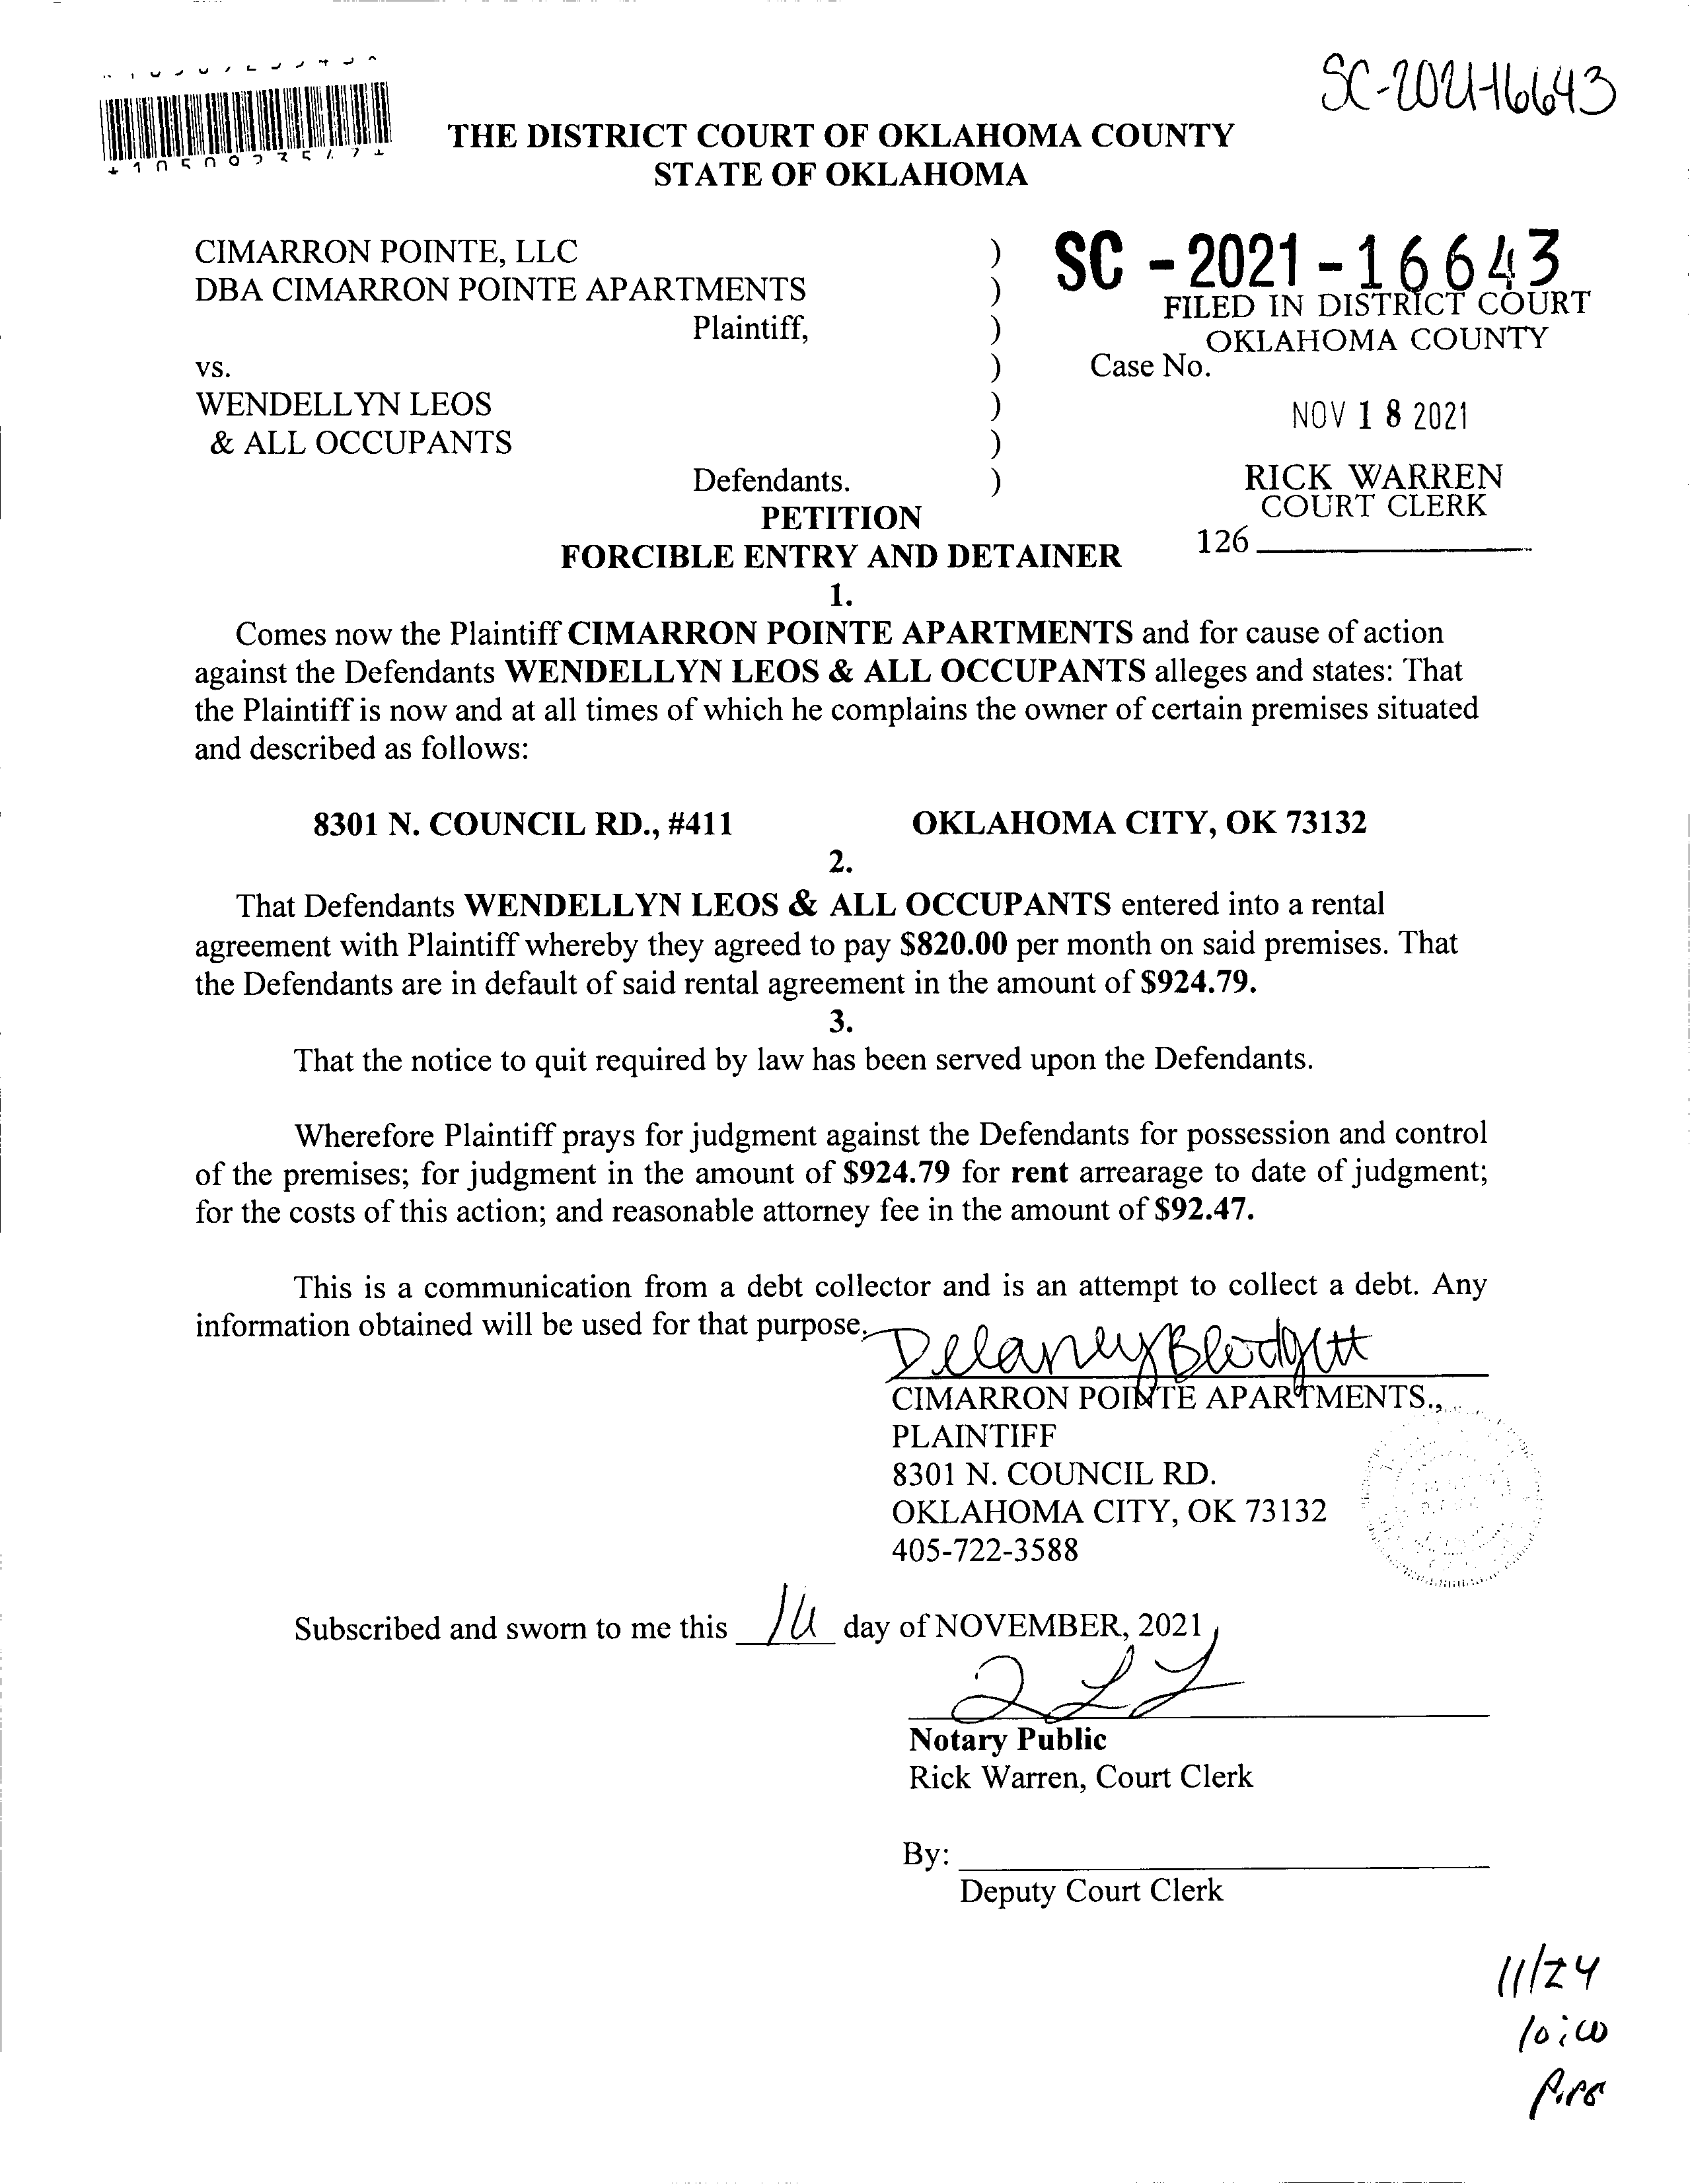 SC-2021-16643
THE DISTRICT COURT OF OKLAHOMA COUNTY
STATE OF OKLAHOMA
CIMARRON POINTE, LLC )
DBA CIMARRON POINTE APARTMENTS )
Plaintiff, )
vs. )
WENDELLYN LEOS )
& ALL OCCUPANTS )
Defendants. )
SC - 2021 - 16643
FILED IN DISTRICT COURT
OKLAHOMA COUNTY
Case No.
NOV 18 2021
RICK WARREN
COURT CLERK
126
PETITION
FORCIBLE ENTRY AND DETAINER
1.
Comes now the Plaintiff CIMARRON POINTE APARTMENTS and for cause of action
against the Defendants WENDELLYN LEOS & ALL OCCUPANTS alleges and states: That
the Plaintiff is now and at all times of which he complains the owner of certain premises situated
and described as follows:
8301 N. COUNCIL RD., #411 OKLAHOMA CITY, OK 73132
2.
That Defendants WENDELLYN LEOS & ALL OCCUPANTS entered into a rental
agreement with Plaintiff whereby they agreed to pay $820.00 per month on said premises. That
the Defendants are in default of said rental agreement in the amount of $924.79.
3.
That the notice to quit required by law has been served upon the Defendants.
Wherefore Plaintiff prays for judgment against the Defendants for possession and control
of the premises; for judgment in the amount of $924.79 for rent arrearage to date of judgment;
for the costs of this action; and reasonable attorney fee in the amount of $92.47.
This is a communication from a debt collector and is an attempt to collect a debt. Any
information obtained will be used for that purpose.
Delaney Blodgett
CIMARRON POINTE APARTMENTS.,
PLAINTIFF
8301 N. COUNCIL RD.
OKLAHOMA CITY, OK 73132
405-722-3588
Subscribed and sworn to me this 16 day of NOVEMBER, 2021
Notary Public
Rick Warren, Court Clerk
By:
Deputy Court Clerk
11/24
10:00